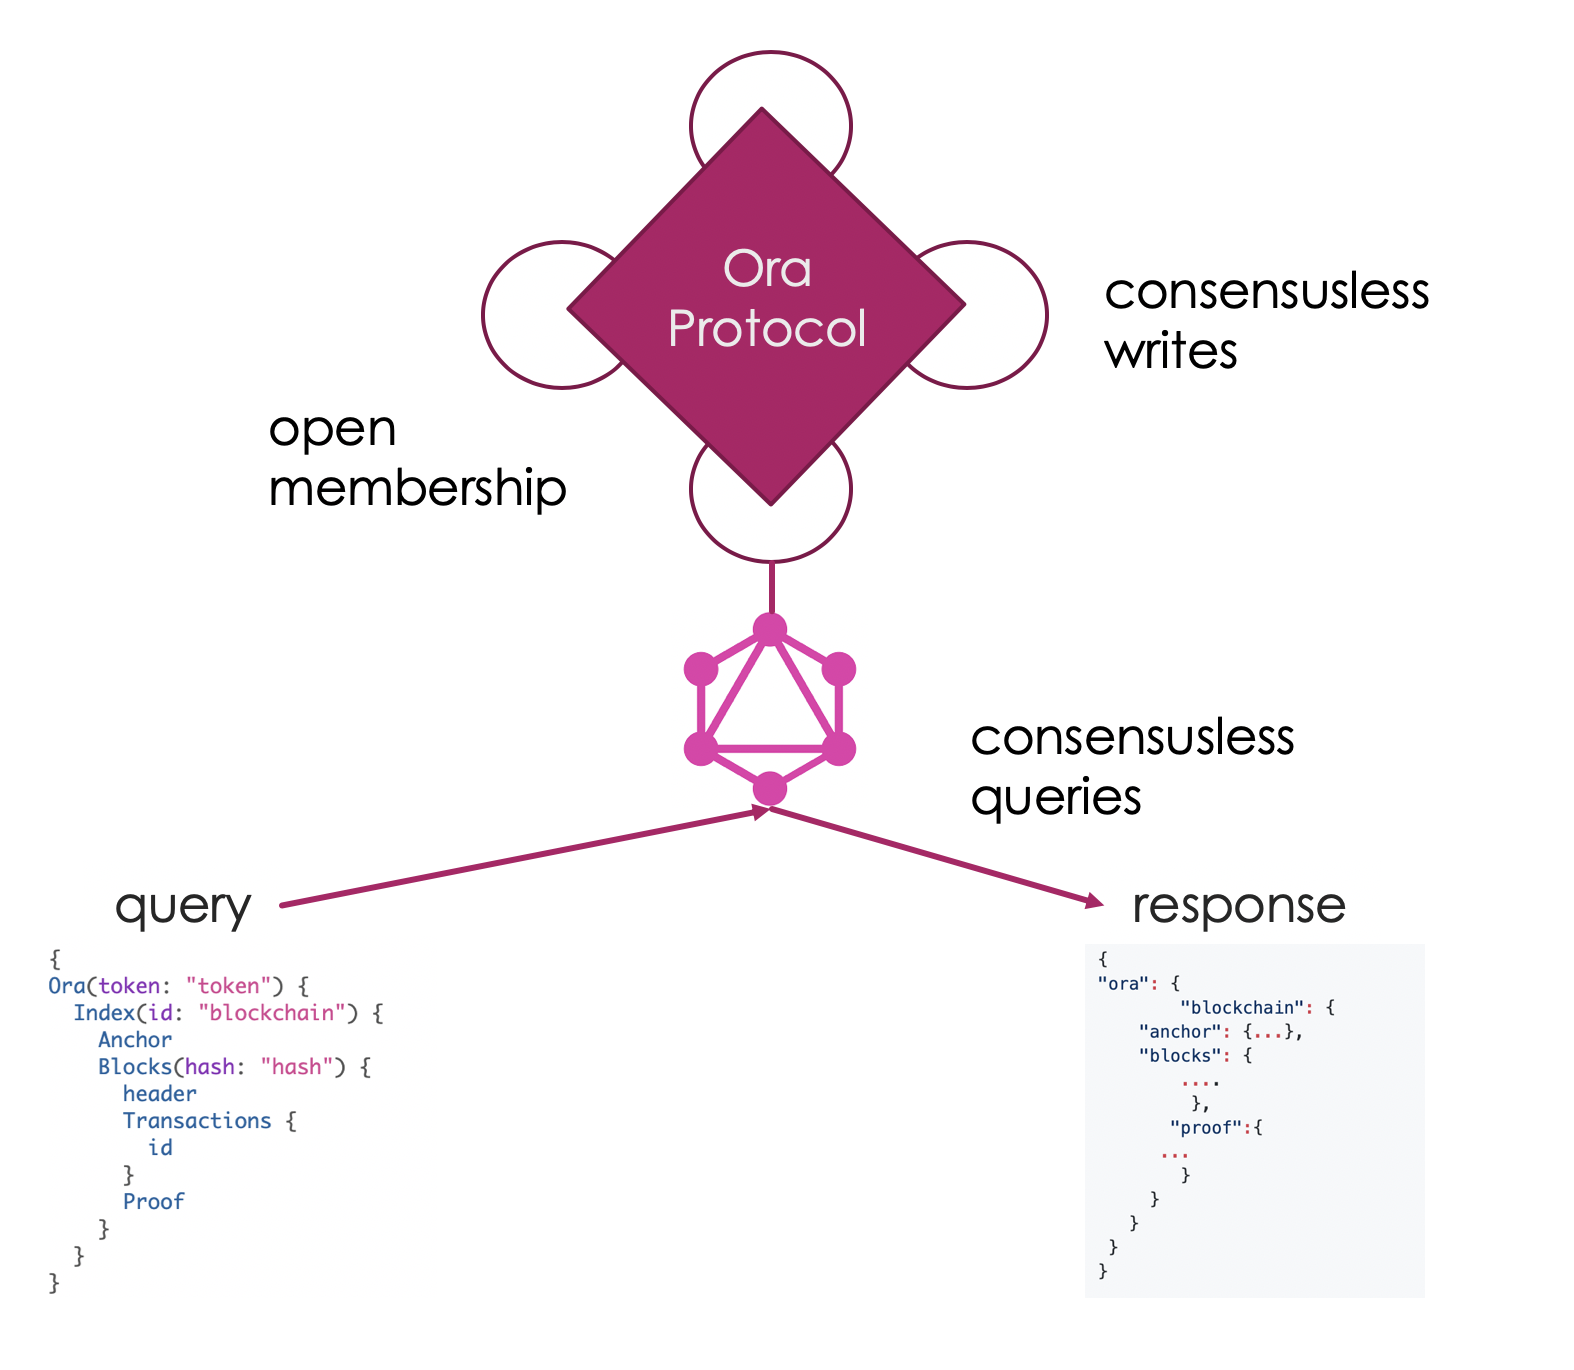 Ora
Protocol
consensusless
writes
open
membership
consensusless
queries
query
response
{
Ora(token: "token") {
  Index(id: "blockchain") {
    Anchor
    Blocks(hash: "hash") {
      header
      Transactions {
        id
      }
      Proof
    }
  }
}
{
"ora": {
        "blockchain": {
    "anchor": {...},
    "blocks": {
        ....
         },
       "proof":{
      ...
        }
     }
   }
 }
}